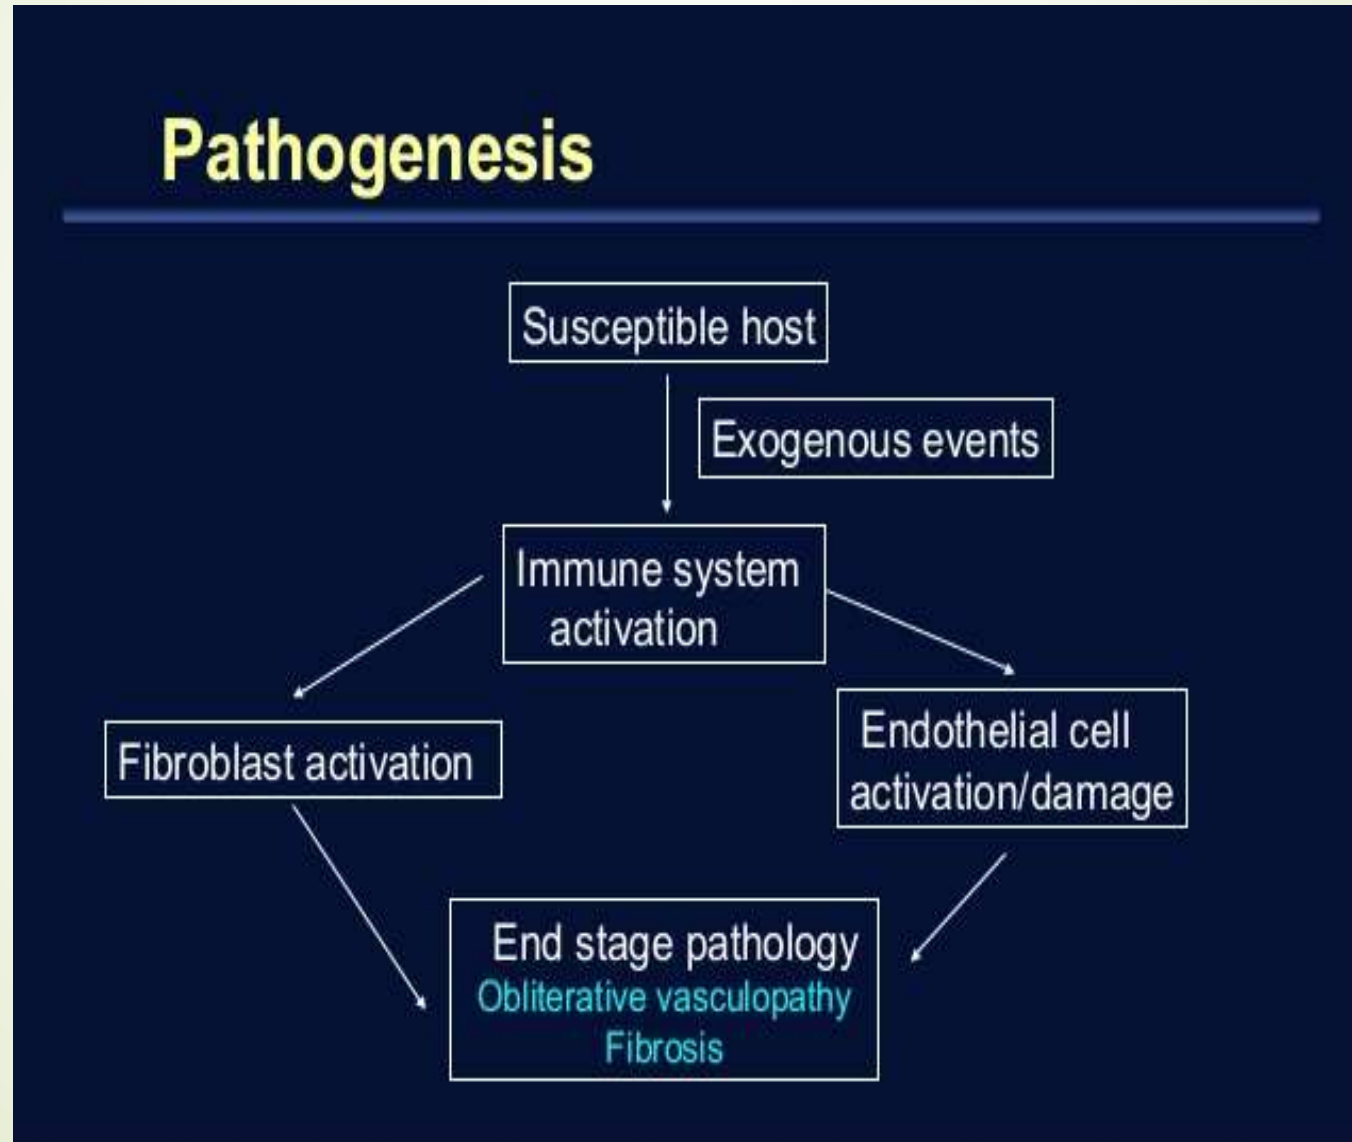 Pathogenesis
Susceptible host
Exogenous events
Immune system
activation
Fibroblast activation
Endothelial cell
activation/damage
End stage pathology
Obliterative vasculopathy
Fibrosis